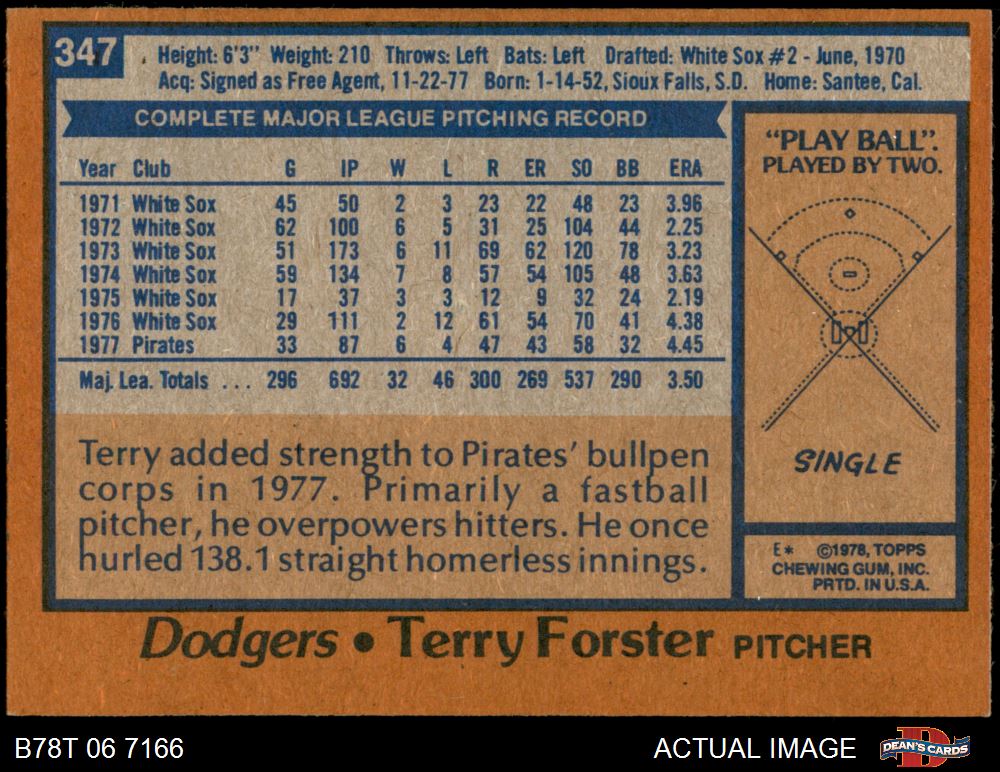 347
Height: 6'3" Weight: 210 Throws: Left Bats: Left Drafted: White Sox #2 - June, 1970
Acq: Signed as Free Agent, 11-22-77 Born: 1-14-52, Sioux Falls, S.D. Home: Santee, Cal.
COMPLETE MAJOR LEAGUE PITCHING RECORD
Year Club G IP W L R ER SO BB ERA
1971 White Sox 45 50 2 3 23 22 48 23 3.96
1972 White Sox 62 100 6 5 31 25 104 44 2.25
1973 White Sox 51 173 6 11 69 62 120 78 3.23
1974 White Sox 59 134 7 8 57 54 105 48 3.63
1975 White Sox 17 37 3 3 12 9 32 24 2.19
1976 White Sox 29 111 2 12 61 54 70 41 4.38
1977 Pirates 33 87 6 4 47 43 58 32 4.45
Maj. Lea. Totals ... 296 692 32 46 300 269 537 290 3.50
Terry added strength to Pirates' bullpen
corps in 1977. Primarily a fastball
pitcher, he overpowers hitters. He once
hurled 138.1 straight homerless innings.
"PLAY BALL".
PLAYED BY TWO.
SINGLE
E* ©1978, TOPPS
CHEWING GUM, INC.
PRTD. IN U.S.A.
Dodgers • Terry Forster PITCHER
B78T 06 7166
ACTUAL IMAGE
D
DEAN'S CARDS